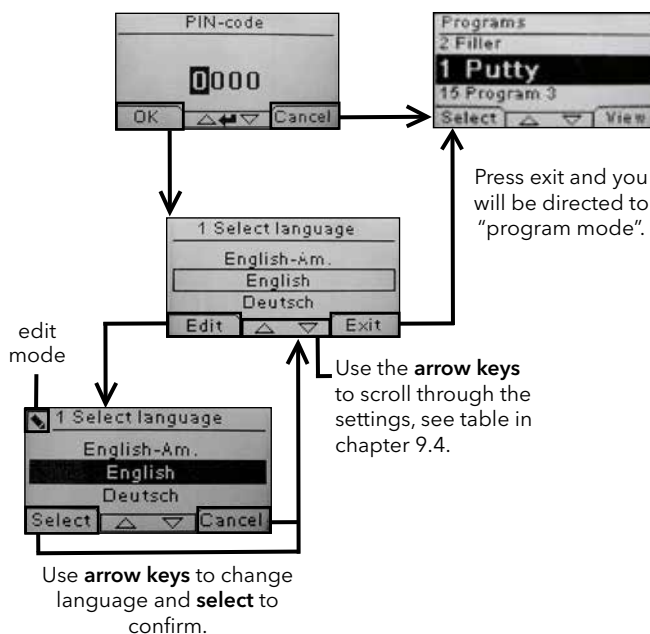 PIN-code
0000
OK
Cancel
Programs
2 Filler
1 Putty
15 Program 3
Select
View
Press exit and you
will be directed to
“program mode”.
1 Select language
English-Am.
English
Deutsch
Edit
Exit
edit
mode
Use the arrow keys
to scroll through the
settings, see table in
chapter 9.4.
1 Select language
English-Am.
English
Deutsch
Select
Cancel
Use arrow keys to change
language and select to
confirm.